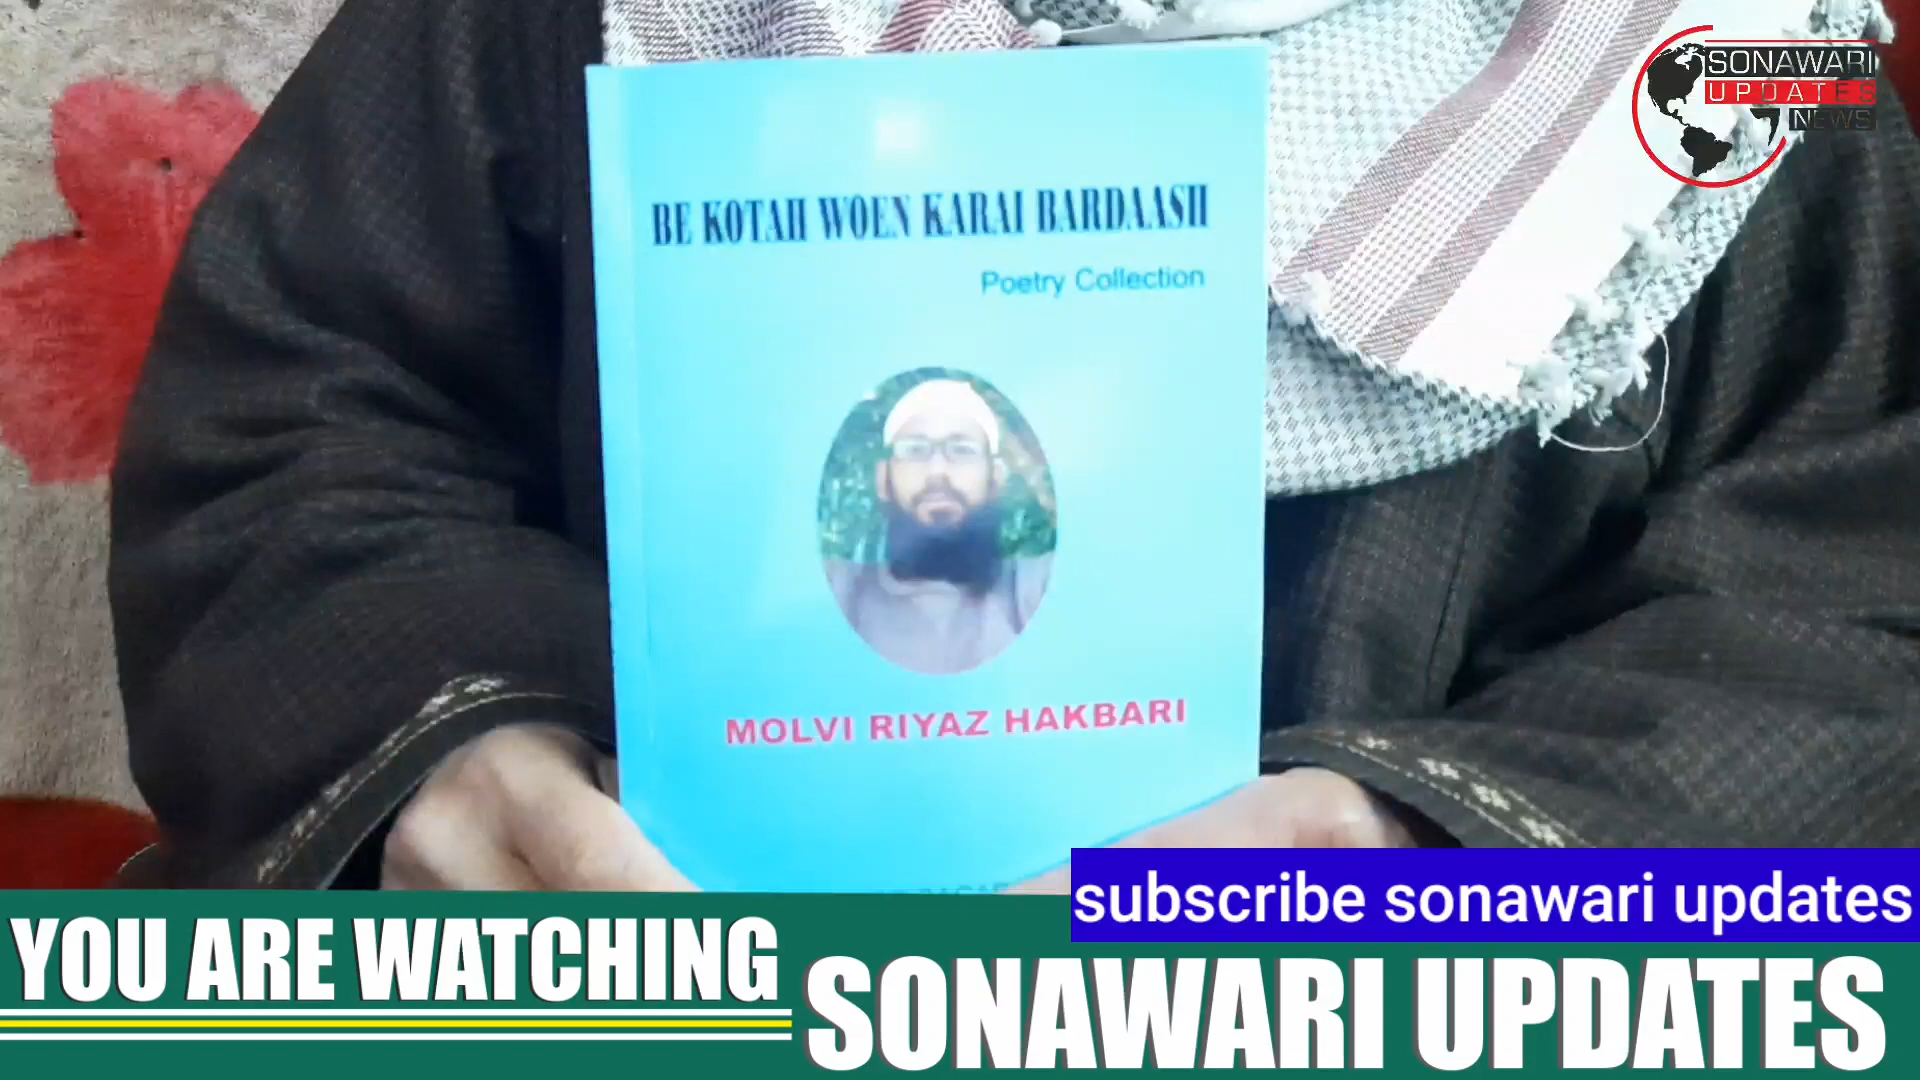 SONAWARI
UPDATES
NEWS
BE KOTAH WOEN KARAI BARDAASH
Poetry Collection
MOLVI RIYAZ HAKBARI
subscribe sonawari updates
YOU ARE WATCHING
SONAWARI UPDATES